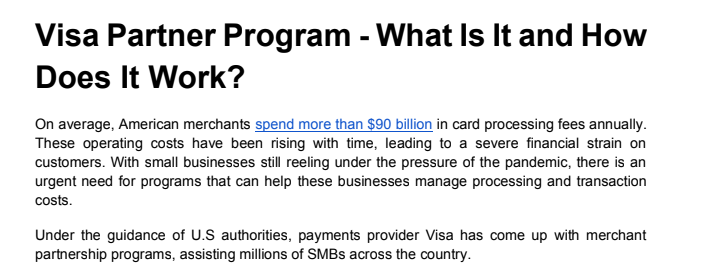 Visa Partner Program - What Is It and How
Does It Work?
On average, American merchants spend more than $90 billion in card processing fees annually.
These operating costs have been rising with time, leading to a severe financial strain on
customers. With small businesses still reeling under the pressure of the pandemic, there is an
urgent need for programs that can help these businesses manage processing and transaction
costs.
Under the guidance of U.S authorities, payments provider Visa has come up with merchant
partnership programs, assisting millions of SMBs across the country.